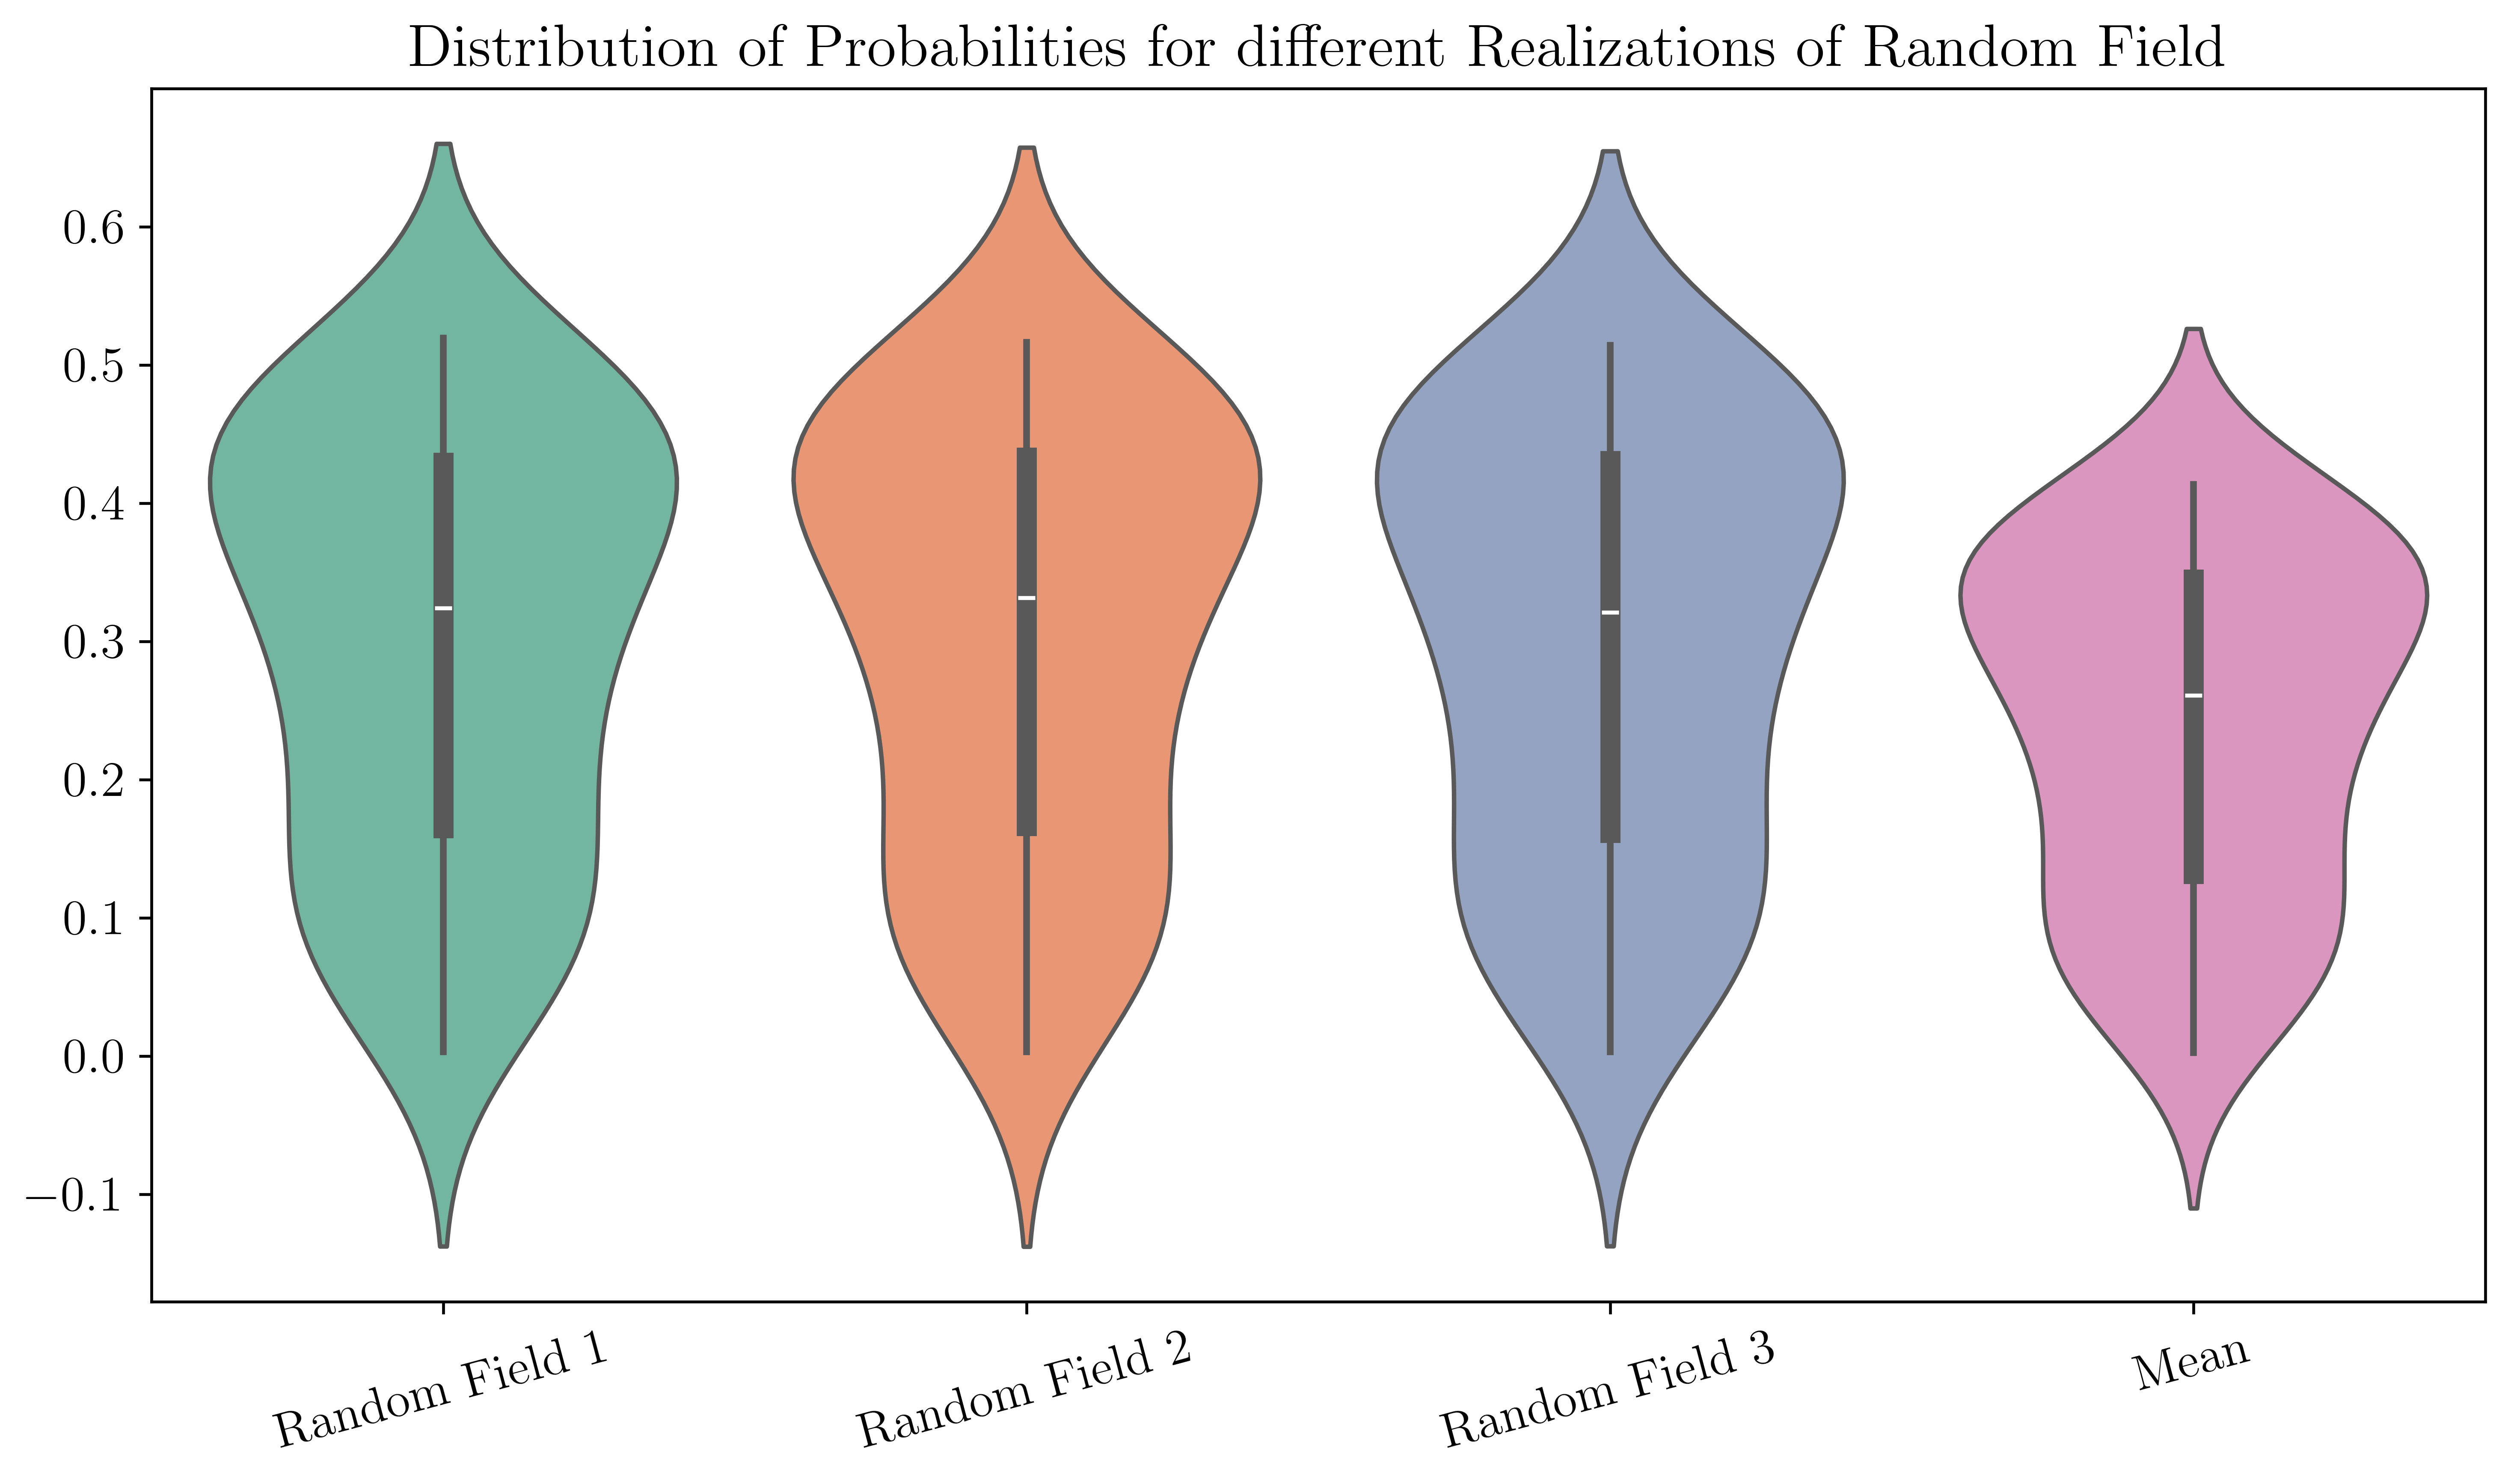 Distribution of Probabilities for different Realizations of Random Field
0.6
0.5
0.4
0.3
0.2
0.1
0.0
−0.1
Random Field 1
Random Field 2
Random Field 3
Mean